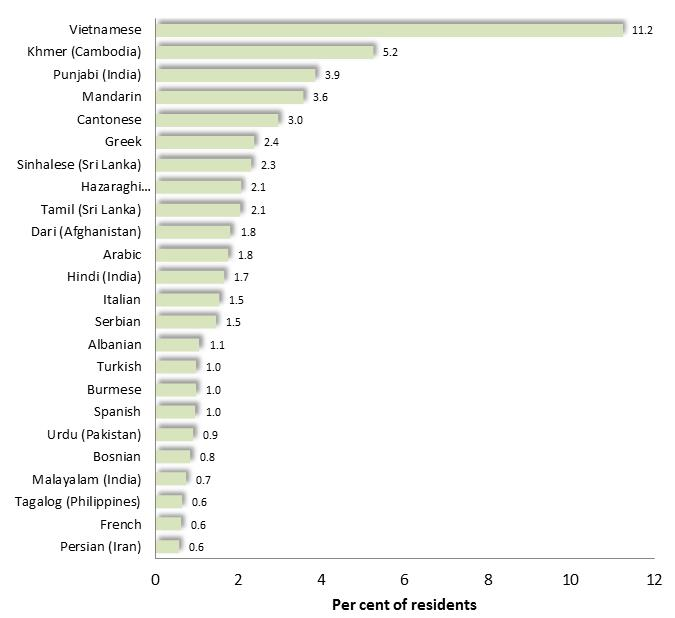 Vietnamese 11.2
Khmer (Cambodia) 5.2
Punjabi (India) 3.9
Mandarin 3.6
Cantonese 3.0
Greek 2.4
Sinhalese (Sri Lanka) 2.3
Hazaraghi... 2.1
Tamil (Sri Lanka) 2.1
Dari (Afghanistan) 1.8
Arabic 1.8
Hindi (India) 1.7
Italian 1.5
Serbian 1.5
Albanian 1.1
Turkish 1.0
Burmese 1.0
Spanish 1.0
Urdu (Pakistan) 0.9
Bosnian 0.8
Malayalam (India) 0.7
Tagalog (Philippines) 0.6
French 0.6
Persian (Iran) 0.6
0 2 4 6 8 10 12
Per cent of residents